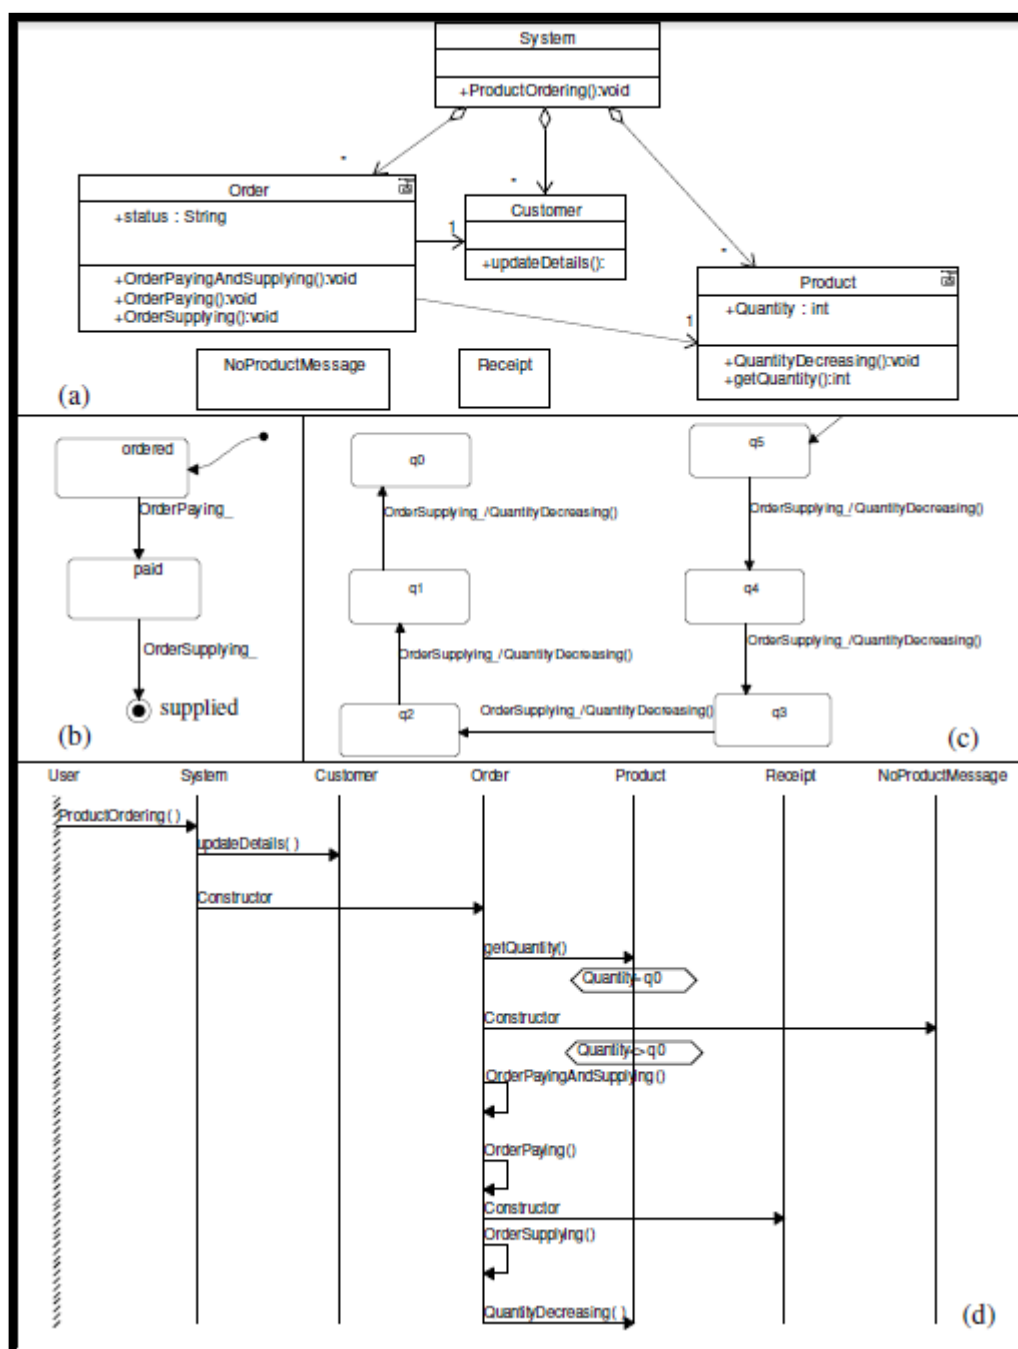 System
+ProductOrdering():void
*
*
*
Order
+status : String
+OrderPayingAndSupplying():void
+OrderPaying():void
+OrderSupplying():void
1
Customer
+updateDetails():
1
Product
+Quantity : int
+QuantityDecreasing():void
+getQuantity():int
NoProductMessage
Receipt
(a)
ordered
OrderPaying_
paid
OrderSupplying_
supplied
(b)
q0
OrderSupplying_/QuantityDecreasing()
q1
OrderSupplying_/QuantityDecreasing()
q2
OrderSupplying_/QuantityDecreasing()
q5
OrderSupplying_/QuantityDecreasing()
q4
OrderSupplying_/QuantityDecreasing()
q3
(c)
User System Customer Order Product Receipt NoProductMessage
ProductOrdering( )
updateDetails( )
Constructor
getQuantity()
Quantity=q0
Constructor
Quantity<>q0
OrderPayingAndSupplying()
OrderPaying()
Constructor
OrderSupplying()
QuantityDecreasing( )
(d)